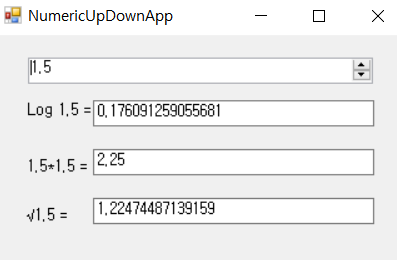 NumericUpDownApp
1,5
Log 1,5 = 0,176091259055681
1,5*1,5 = 2,25
√1,5 = 1,22474487139159